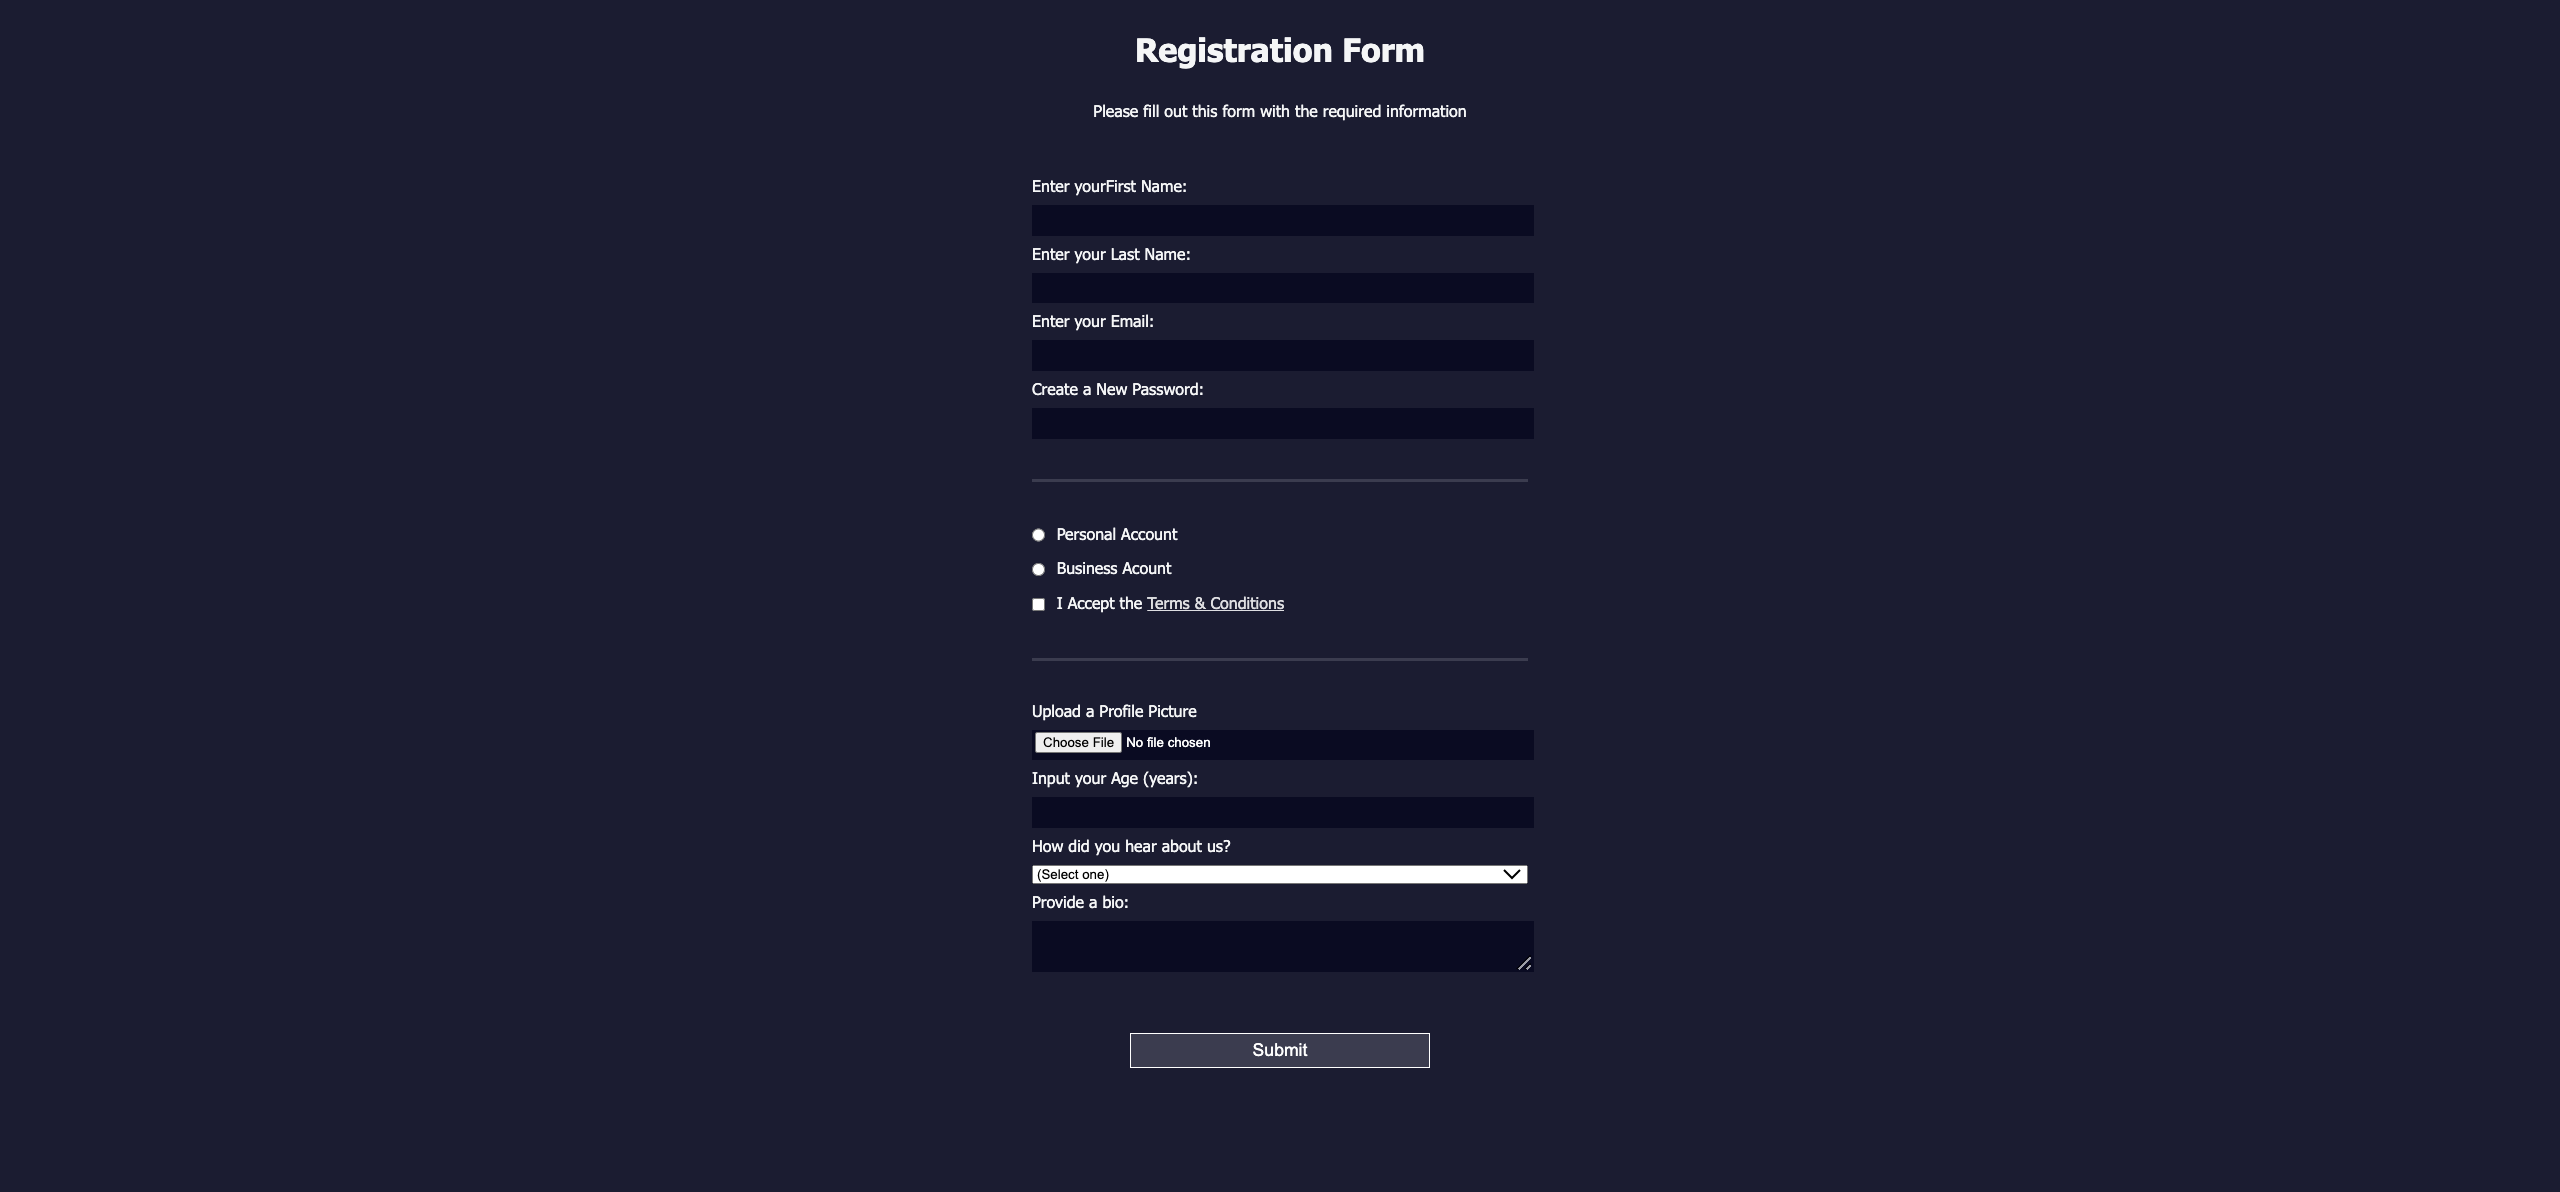 Registration Form
Please fill out this form with the required information
Enter yourFirst Name:
Enter your Last Name:
Enter your Email:
Create a New Password:
Personal Account
Business Acount
I Accept the Terms & Conditions
Upload a Profile Picture
Choose File No file chosen
Input your Age (years):
How did you hear about us?
(Select one)
Provide a bio:
Submit